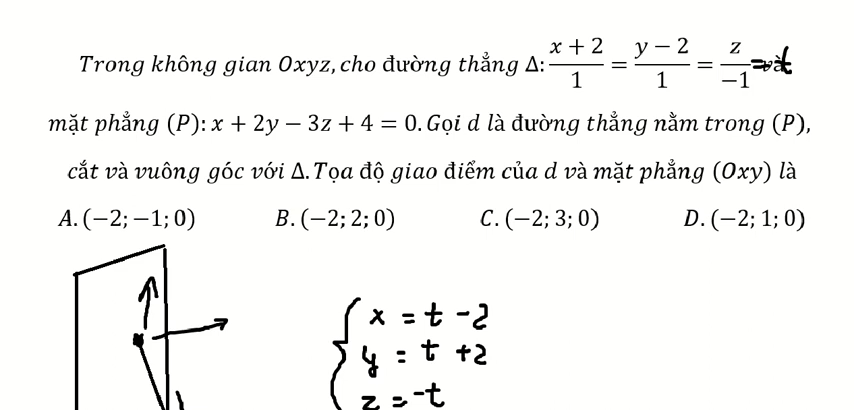 Trong không gian Oxyz, cho đường thẳng Δ: (x + 2)/1 = (y − 2)/1 = z/−1 = t
mặt phẳng (P): x + 2y − 3z + 4 = 0. Gọi d là đường thẳng nằm trong (P),
cắt và vuông góc với Δ. Tọa độ giao điểm của d và mặt phẳng (Oxy) là
A. (−2; −1; 0) B. (−2; 2; 0) C. (−2; 3; 0) D. (−2; 1; 0)
x = t − 2
y = t + 2
z = −t